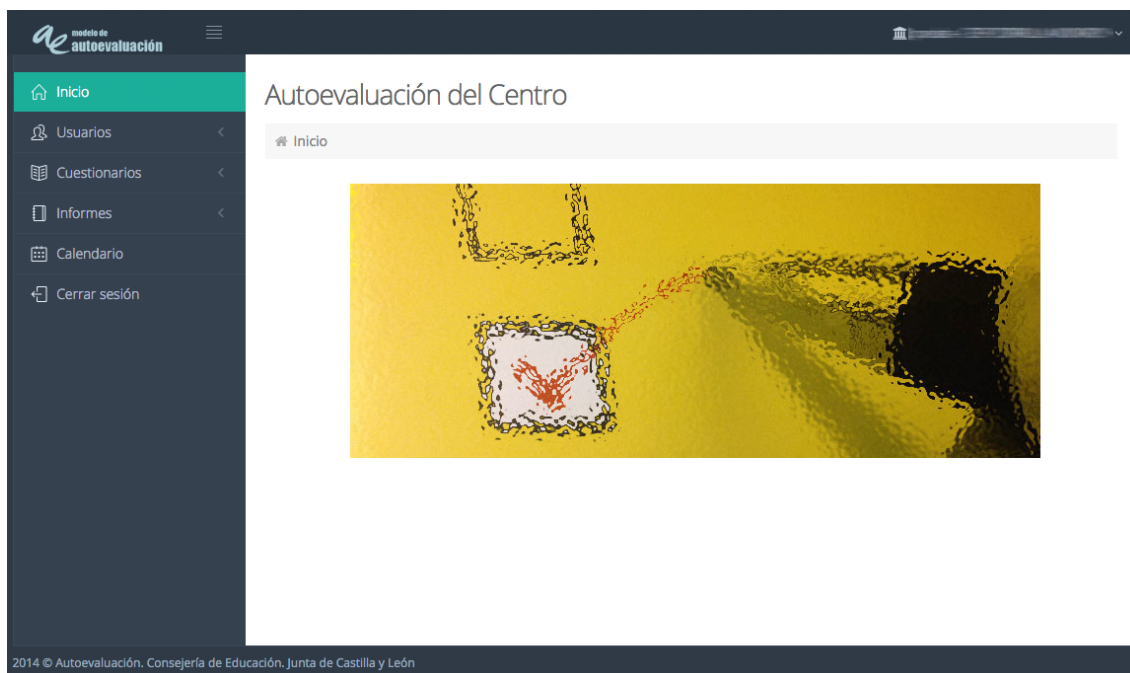 ae modelo de
autoevaluación
Inicio
Usuarios
Cuestionarios
Informes
Calendario
Cerrar sesión
Autoevaluación del Centro
Inicio
2014 © Autoevaluación. Consejería de Educación. Junta de Castilla y León